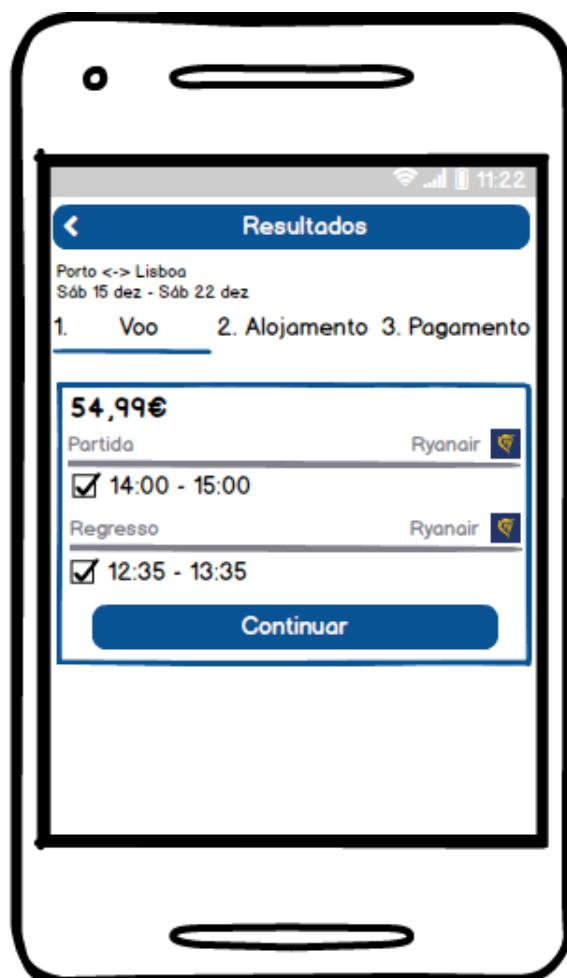 11:22
Resultados
Porto <-> Lisboa
Sáb 15 dez - Sáb 22 dez
1. Voo 2. Alojamento 3. Pagamento
54,99€
Partida Ryanair
14:00 - 15:00
Regresso Ryanair
12:35 - 13:35
Continuar